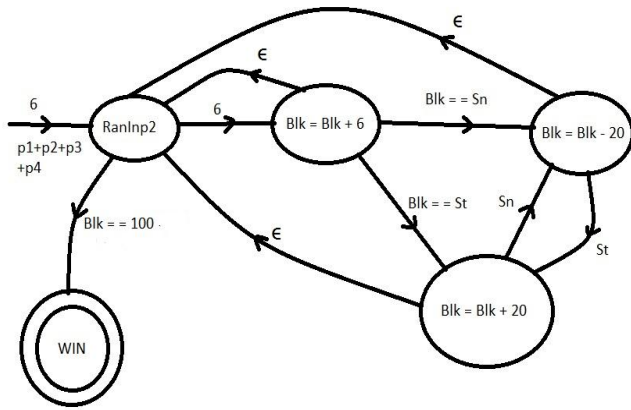 Є
6
Є
RanInp2
6
Blk = Blk + 6
Blk == Sn
Blk = Blk - 20
p1+p2+p3
+p4
Blk == St
Sn
Blk = = 100
Є
St
Blk = Blk + 20
WIN